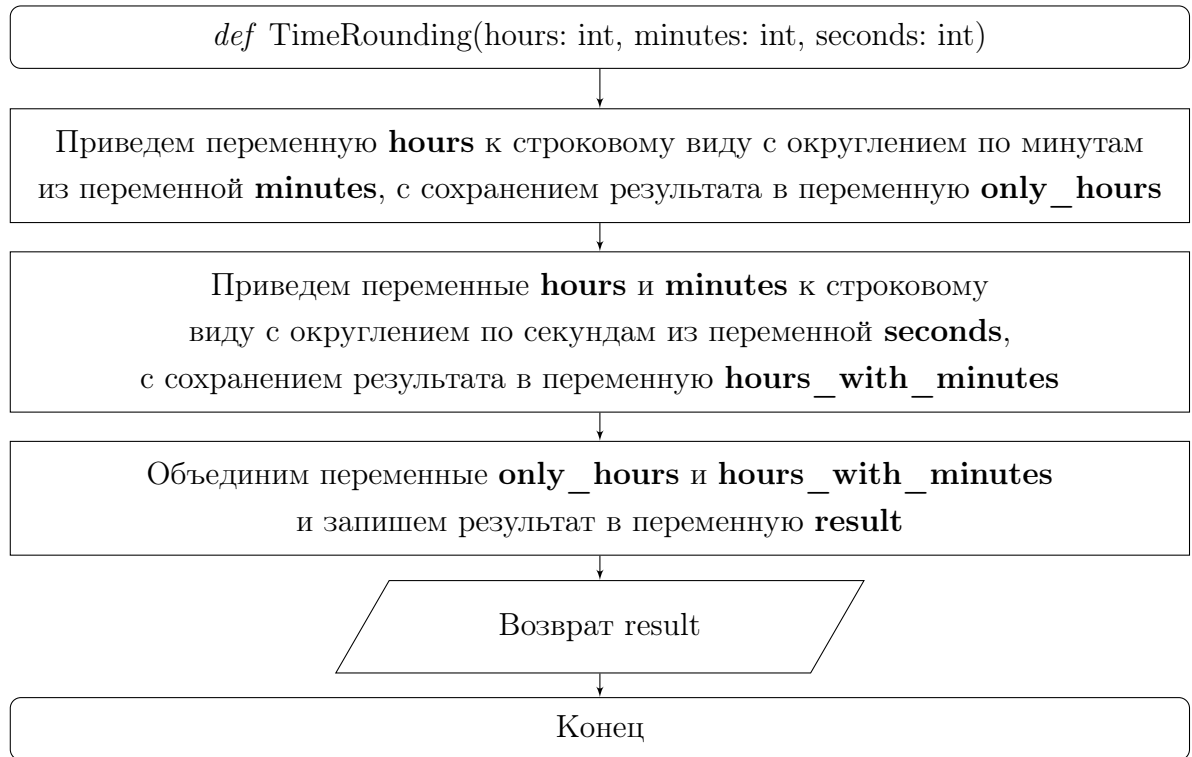 def TimeRounding(hours: int, minutes: int, seconds: int)
Приведем переменную hours к строковому виду с округлением по минутам
из переменной minutes, с сохранением результата в переменную only_hours
Приведем переменные hours и minutes к строковому
виду с округлением по секундам из переменной seconds,
с сохранением результата в переменную hours_with_minutes
Объединим переменные only_hours и hours_with_minutes
и запишем результат в переменную result
Возврат result
Конец